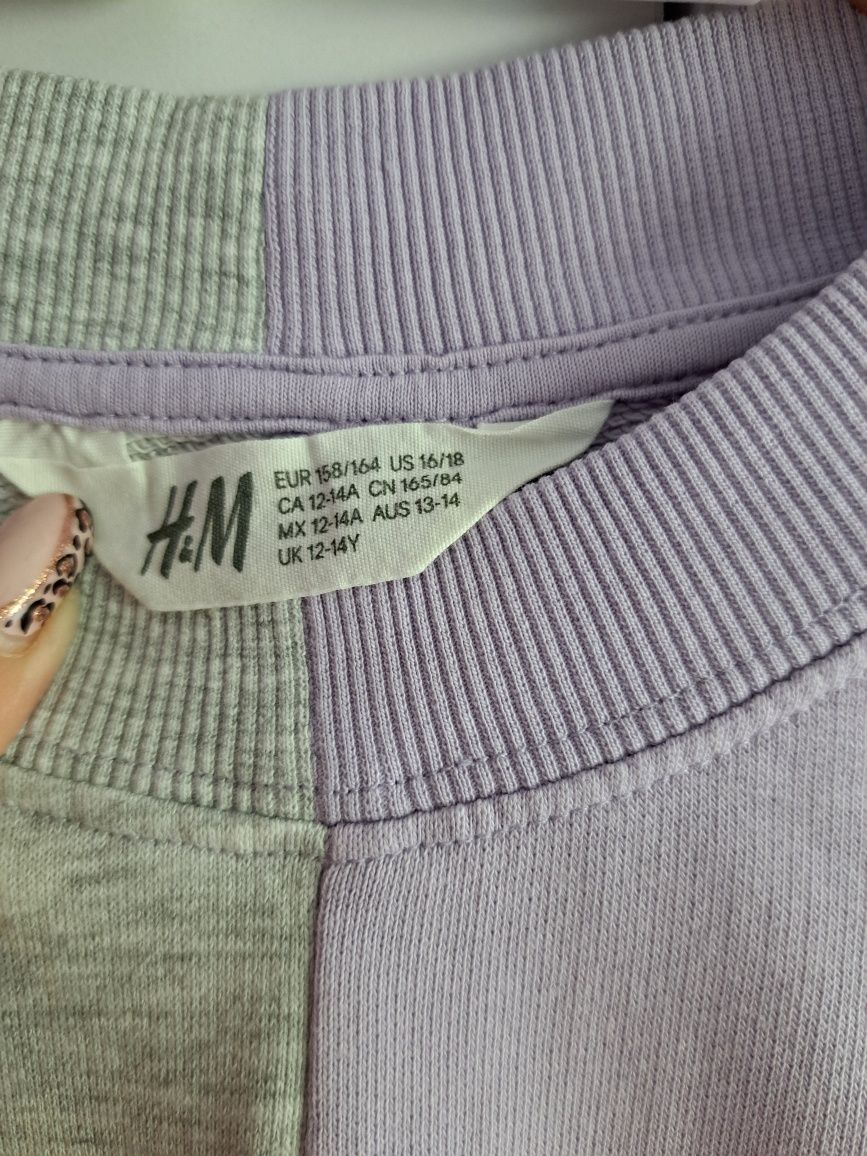 H&M
EUR 158/164 US 16/18
CA 12-14A CN 165/84
MX 12-14A AUS 13-14
UK 12-14Y